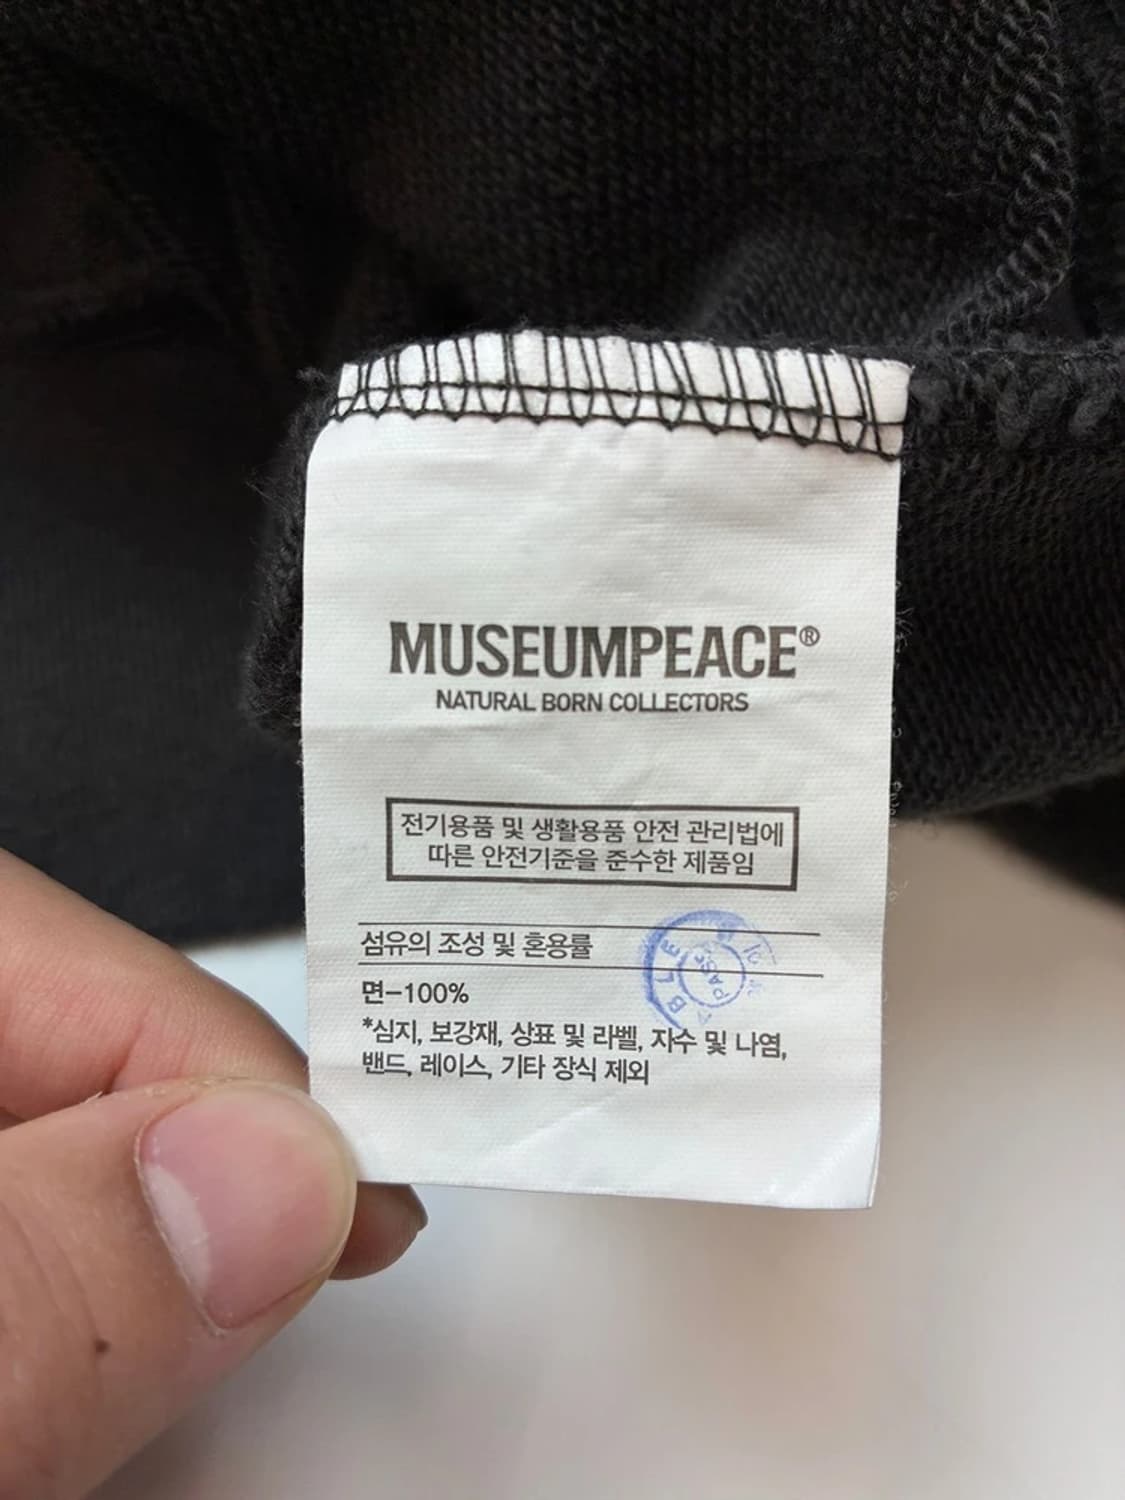 MUSEUMPEACE®
NATURAL BORN COLLECTORS
전기용품 및 생활용품 안전 관리법에
따른 안전기준을 준수한 제품임
섬유의 조성 및 혼용률
면-100%
*심지, 보강재, 상표 및 라벨, 자수 및 나염,
밴드, 레이스, 기타 장식 제외